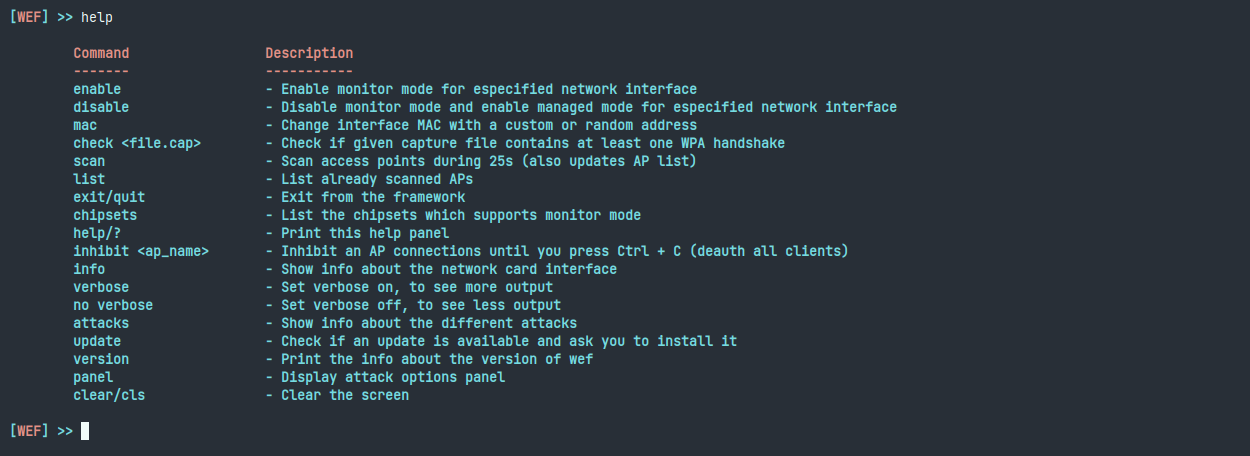 [WEF] >> help
Command Description
------- -----------
enable - Enable monitor mode for especified network interface
disable - Disable monitor mode and enable managed mode for especified network interface
mac - Change interface MAC with a custom or random address
check <file.cap> - Check if given capture file contains at least one WPA handshake
scan - Scan access points during 25s (also updates AP list)
list - List already scanned APs
exit/quit - Exit from the framework
chipsets - List the chipsets which supports monitor mode
help/? - Print this help panel
inhibit <ap_name> - Inhibit an AP connections until you press Ctrl + C (deauth all clients)
info - Show info about the network card interface
verbose - Set verbose on, to see more output
no verbose - Set verbose off, to see less output
attacks - Show info about the different attacks
update - Check if an update is available and ask you to install it
version - Print the info about the version of wef
panel - Display attack options panel
clear/cls - Clear the screen
[WEF] >>